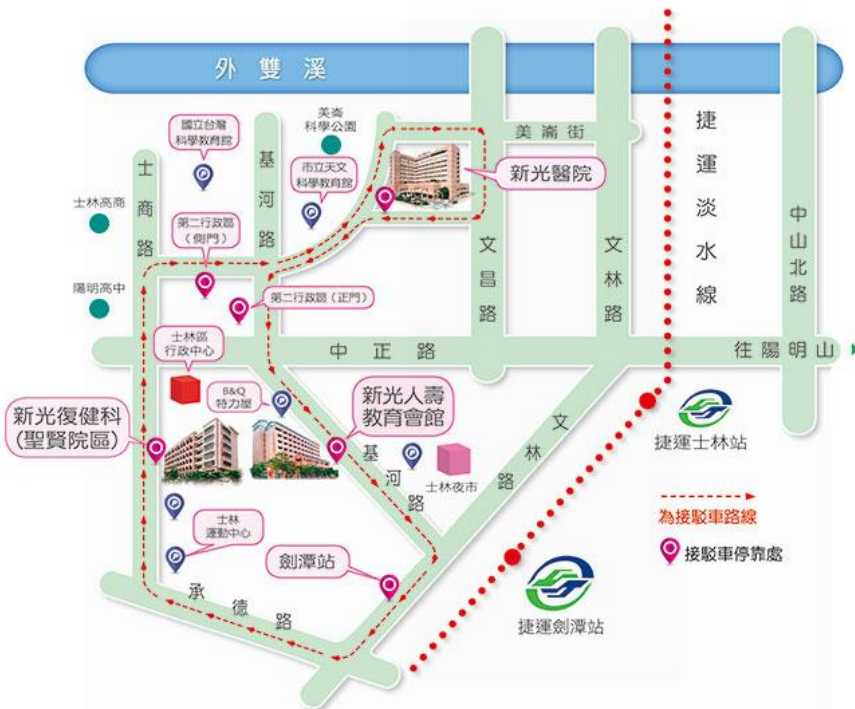 外雙溪
國立台灣
科學教育館
美崙
科學公園
美崙街
市立天文
科學教育館
新光醫院
士商路
基河路
文昌路
文林路
捷運淡水線
中山北路
士林高商
第二行政區
(側門)
陽明高中
第二行政區(正門)
中正路
往陽明山
士林區
行政中心
B&Q
特力屋
新光人壽
教育會館
新光復健科
(聖賢院區)
基河路
士林夜市
文林路
捷運士林站
士林
運動中心
劍潭站
承德路
捷運劍潭站
為接駁車路線
接駁車停靠處